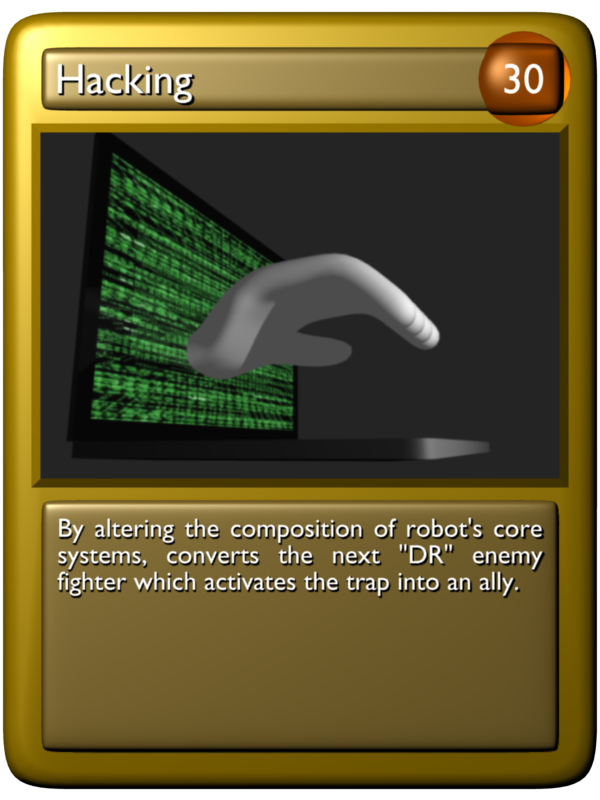 Hacking
30
By altering the composition of robot's core
systems, converts the next "DR" enemy
fighter which activates the trap into an ally.